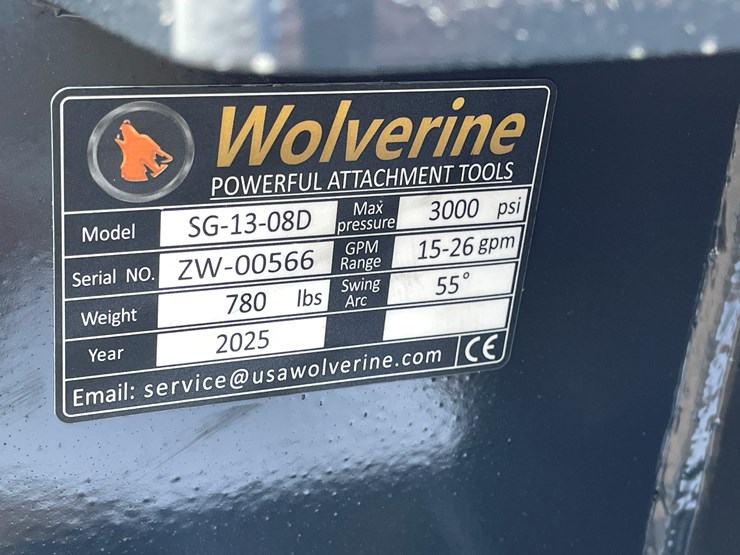 Wolverine
POWERFUL ATTACHMENT TOOLS
Model SG-13-08D Max pressure 3000 psi
Serial NO. ZW-00566 GPM Range 15-26 gpm
Weight 780 lbs Swing Arc 55°
Year 2025
Email: service@usawolverine.com CE